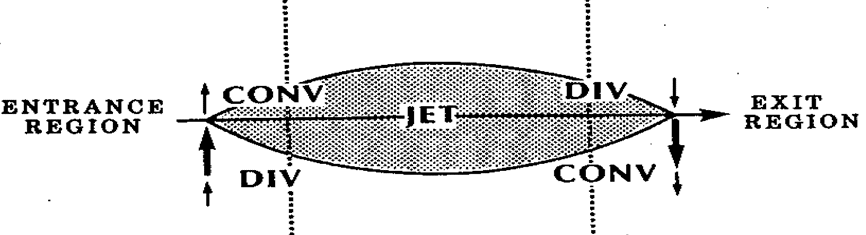 CONV
DIV
ENTRANCE
REGION
JET
EXIT
REGION
DIV
CONV